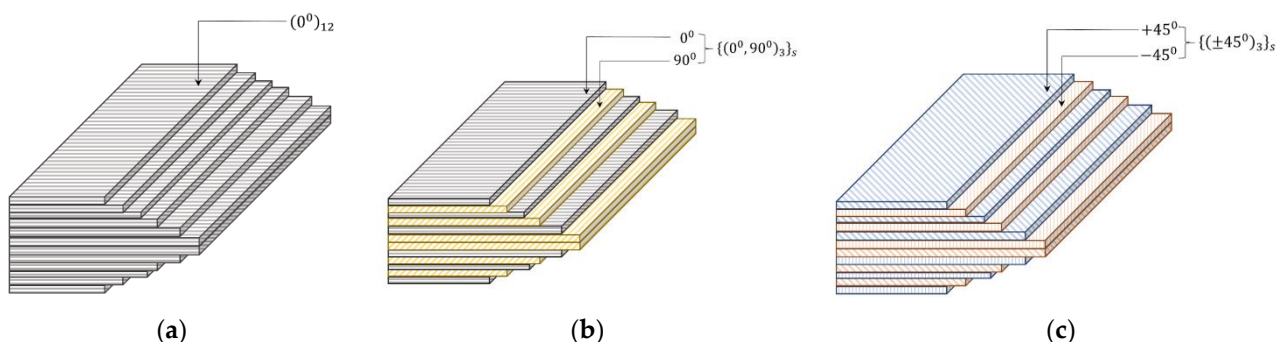 (0⁰)₁₂
0⁰
90⁰
{(0⁰, 90⁰)₃}ₛ
+45⁰
−45⁰
{(±45⁰)₃}ₛ
(a)
(b)
(c)